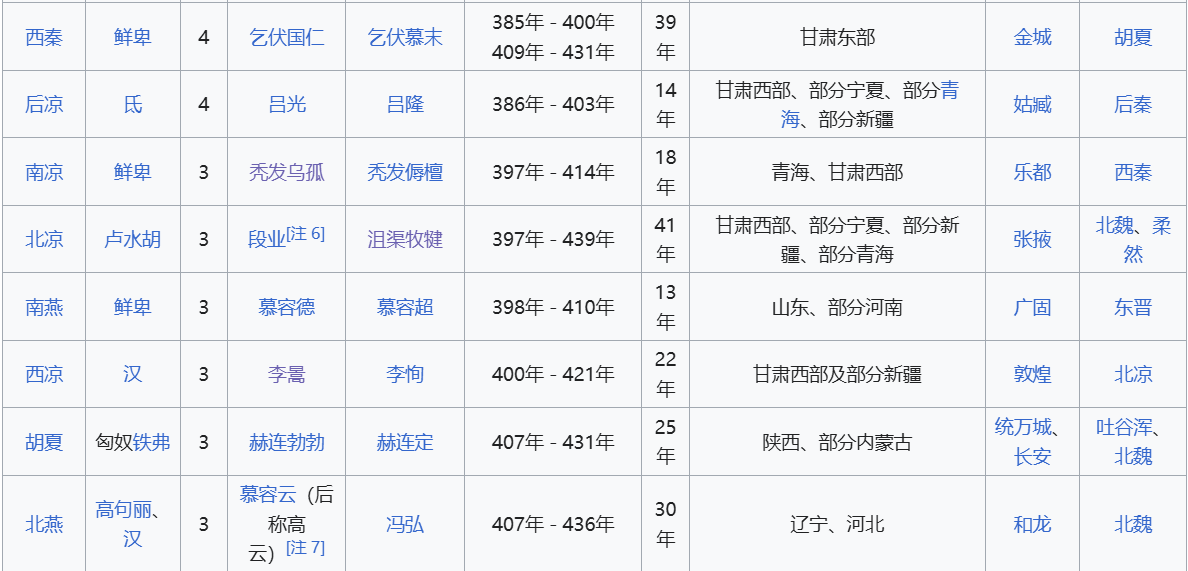 西秦 鲜卑 4 乞伏国仁 乞伏慕末 385年 - 400年 409年 - 431年 39年 甘肃东部 金城 胡夏
后凉 氐 4 吕光 吕隆 386年 - 403年 14年 甘肃西部、部分宁夏、部分青海、部分新疆 姑臧 后秦
南凉 鲜卑 3 秃发乌孤 秃发傉檀 397年 - 414年 18年 青海、甘肃西部 乐都 西秦
北凉 卢水胡 3 段业[注 6] 沮渠牧犍 397年 - 439年 41年 甘肃西部、部分宁夏、部分新疆、部分青海 张掖 北魏、柔然
南燕 鲜卑 3 慕容德 慕容超 398年 - 410年 13年 山东、部分河南 广固 东晋
西凉 汉 3 李暠 李恂 400年 - 421年 22年 甘肃西部及部分新疆 敦煌 北凉
胡夏 匈奴铁弗 3 赫连勃勃 赫连定 407年 - 431年 25年 陕西、部分内蒙古 统万城、长安 吐谷浑、北魏
北燕 高句丽、汉 3 慕容云（后称高云）[注 7] 冯弘 407年 - 436年 30年 辽宁、河北 和龙 北魏